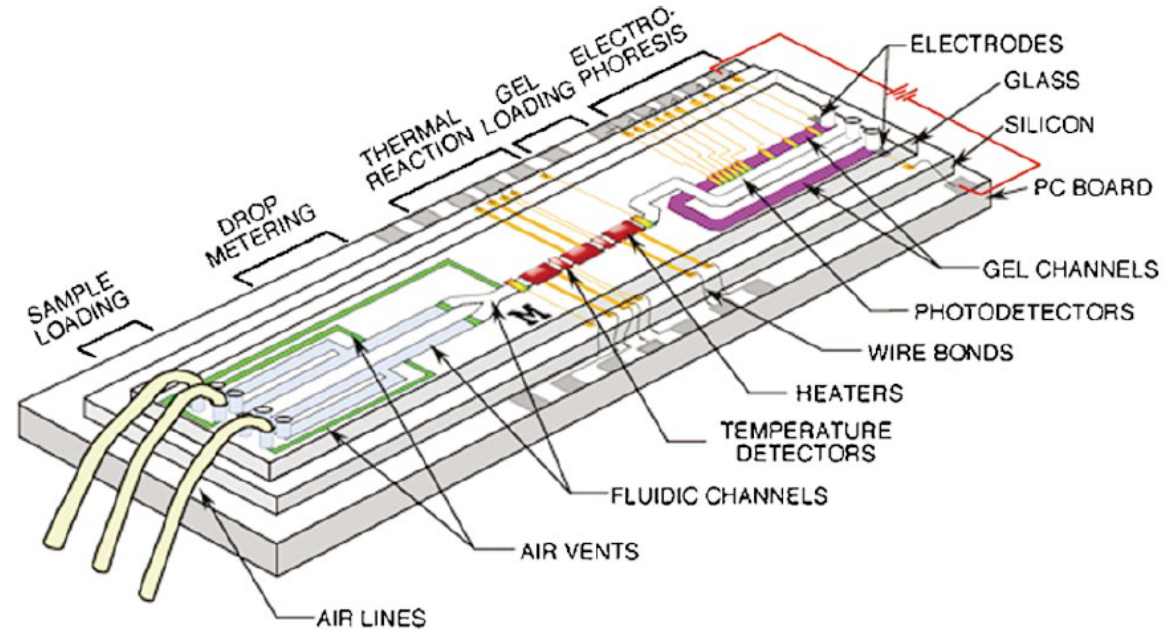 SAMPLE
LOADING
DROP
METERING
THERMAL
REACTION
GEL
LOADING
ELECTRO-
PHORESIS
ELECTRODES
GLASS
SILICON
PC BOARD
GEL CHANNELS
PHOTODETECTORS
WIRE BONDS
HEATERS
TEMPERATURE
DETECTORS
FLUIDIC CHANNELS
AIR VENTS
AIR LINES
M